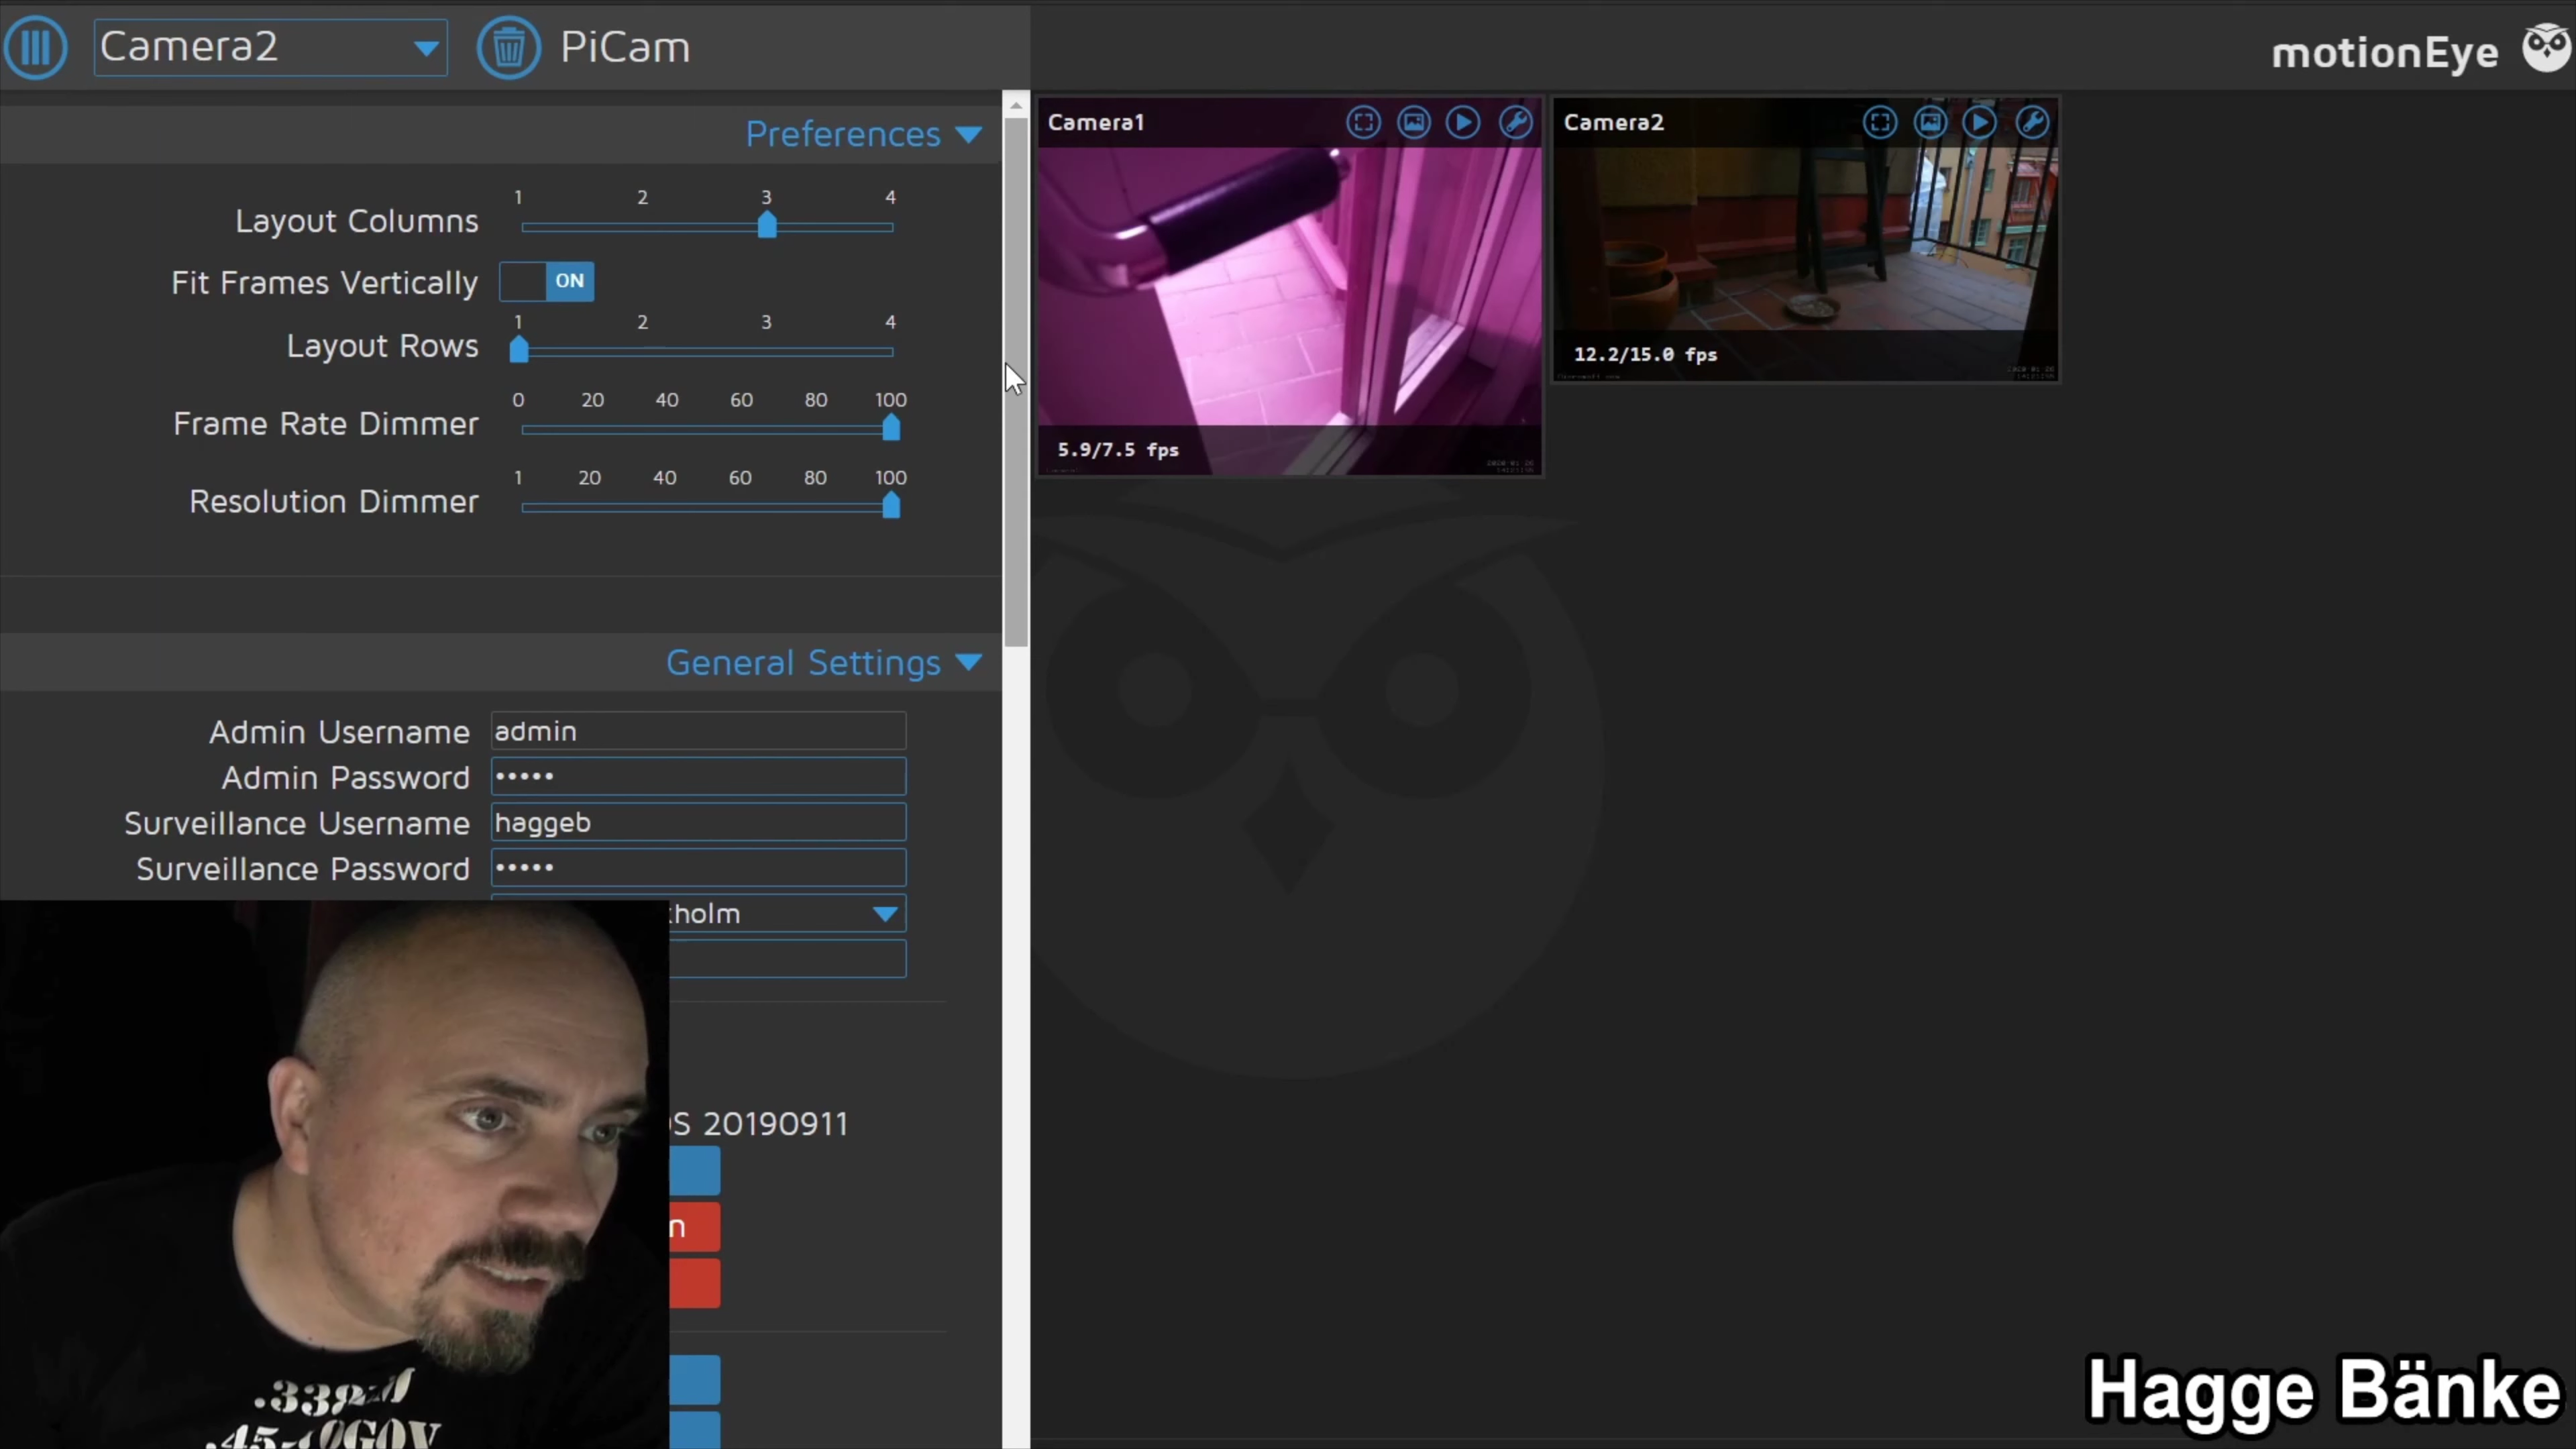 Camera2
PiCam
motionEye
Preferences
Layout Columns
1 2 3 4
Fit Frames Vertically
ON
Layout Rows
1 2 3 4
Frame Rate Dimmer
0 20 40 60 80 100
Resolution Dimmer
1 20 40 60 80 100
General Settings
Admin Username
admin
Admin Password
•••••
Surveillance Username
haggeb
Surveillance Password
•••••
holm
S 20190911
n
Camera1
5.9/7.5 fps
Camera2
12.2/15.0 fps
Hagge Bänke